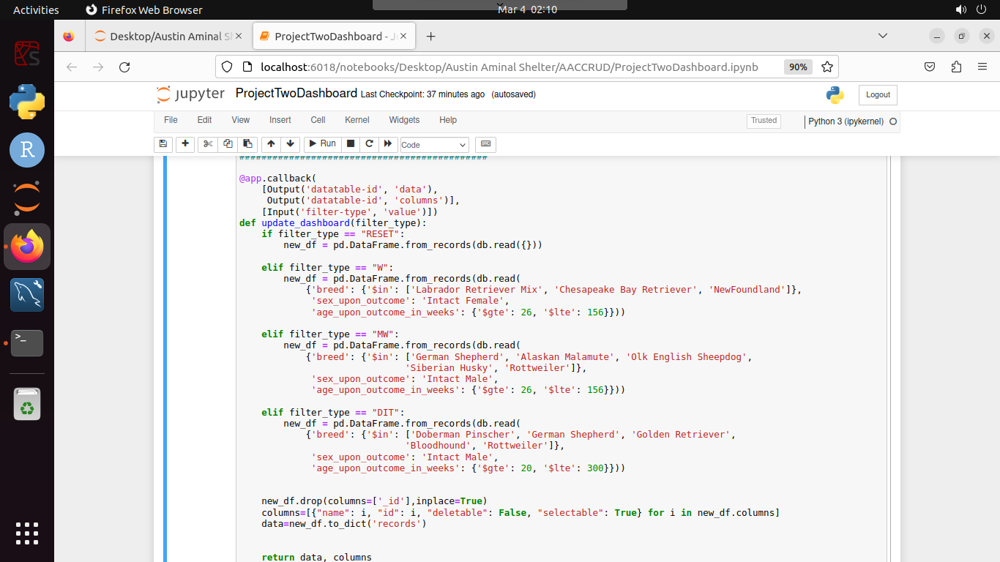 Activities
Firefox Web Browser
Mar 4 02:10
Desktop/Austin Aminal S
ProjectTwoDashboard - J
localhost:6018/notebooks/Desktop/Austin Aminal Shelter/AACCRUD/ProjectTwoDashboard.ipynb
90%
jupyter ProjectTwoDashboard Last Checkpoint: 37 minutes ago (autosaved)
Logout
File Edit View Insert Cell Kernel Widgets Help
Trusted
Python 3 (ipykernel)
Run
Code
#############################################
@app.callback(
    [Output('datatable-id', 'data'),
     Output('datatable-id', 'columns')],
    [Input('filter-type', 'value')])
def update_dashboard(filter_type):
    if filter_type == "RESET":
        new_df = pd.DataFrame.from_records(db.read({}))
    elif filter_type == "W":
        new_df = pd.DataFrame.from_records(db.read(
            {'breed': {'$in': ['Labrador Retriever Mix', 'Chesapeake Bay Retriever', 'NewFoundland']},
             'sex_upon_outcome': 'Intact Female',
             'age_upon_outcome_in_weeks': {'$gte': 26, '$lte': 156}}))
    elif filter_type == "MW":
        new_df = pd.DataFrame.from_records(db.read(
            {'breed': {'$in': ['German Shepherd', 'Alaskan Malamute', 'Olk English Sheepdog',
                              'Siberian Husky', 'Rottweiler']},
             'sex_upon_outcome': 'Intact Male',
             'age_upon_outcome_in_weeks': {'$gte': 26, '$lte': 156}}))
    elif filter_type == "DIT":
        new_df = pd.DataFrame.from_records(db.read(
            {'breed': {'$in': ['Doberman Pinscher', 'German Shepherd', 'Golden Retriever',
                              'Bloodhound', 'Rottweiler']},
             'sex_upon_outcome': 'Intact Male',
             'age_upon_outcome_in_weeks': {'$gte': 20, '$lte': 300}}))
    new_df.drop(columns=['_id'],inplace=True)
    columns=[{"name": i, "id": i, "deletable": False, "selectable": True} for i in new_df.columns]
    data=new_df.to_dict('records')
    return data, columns